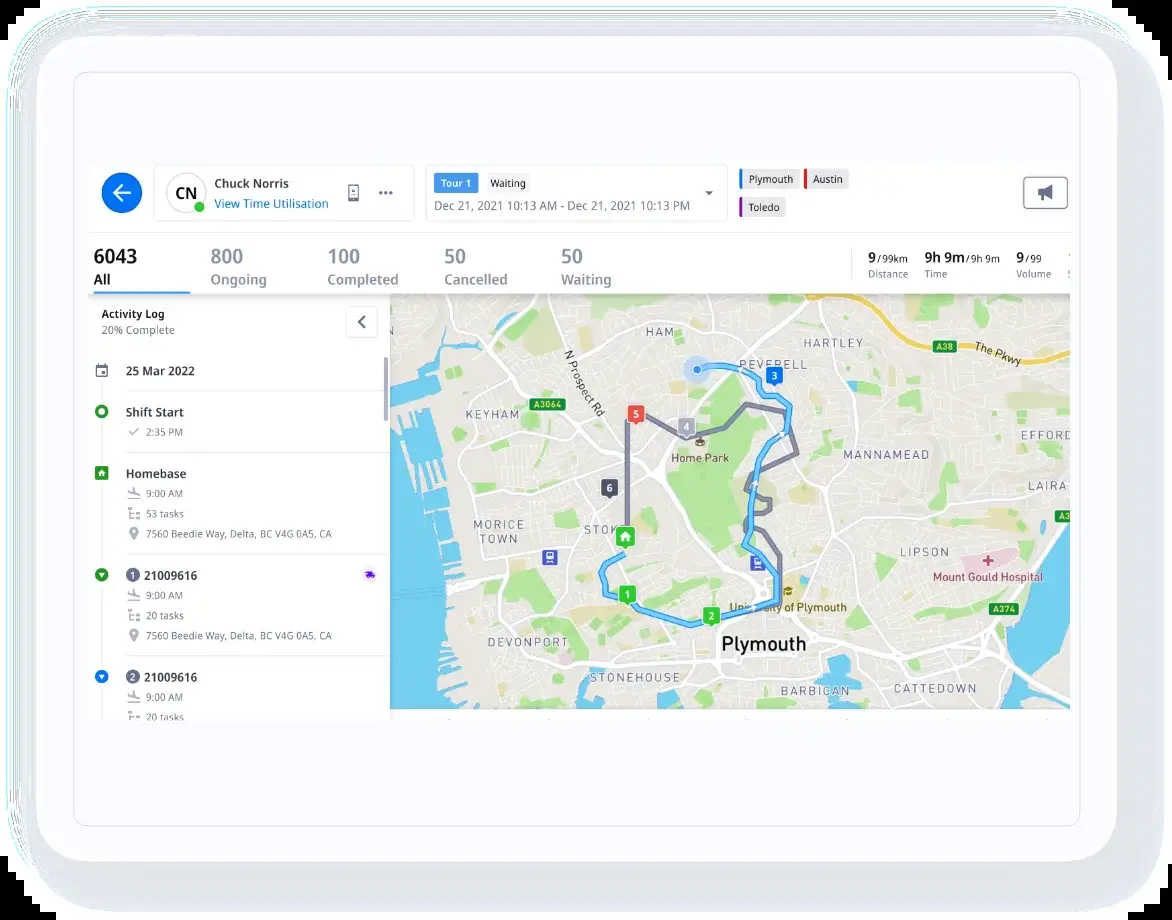 CN
Chuck Norris
View Time Utilisation
Tour 1 Waiting
Dec 21, 2021 10:13 AM - Dec 21, 2021 10:13 PM
Plymouth Austin
Toledo
6043 800 100 50 50
All Ongoing Completed Cancelled Waiting
9/99km 9h 9m/9h 9m 9/99
Distance Time Volume
Activity Log
20% Complete
25 Mar 2022
Shift Start
2:35 PM
Homebase
9:00 AM
53 tasks
7560 Beedie Way, Delta, BC V4G 0A5, CA
1 21009616
9:00 AM
20 tasks
7560 Beedie Way, Delta, BC V4G 0A5, CA
2 21009616
9:00 AM
20 tasks
HAM
HARTLEY
A38
The Pkwy
N Prospect Rd
PEVERELL
3
A3064
KEYHAM
5
4
Home Park
EFFORD
MANNAMEAD
6
LAIRA
A3
MORICE
TOWN
STOK
LIPSON
Mount Gould Hospital
1
2
University of Plymouth
A374
DEVONPORT
Plymouth
STONEHOUSE
BARBICAN
CATTEDOWN